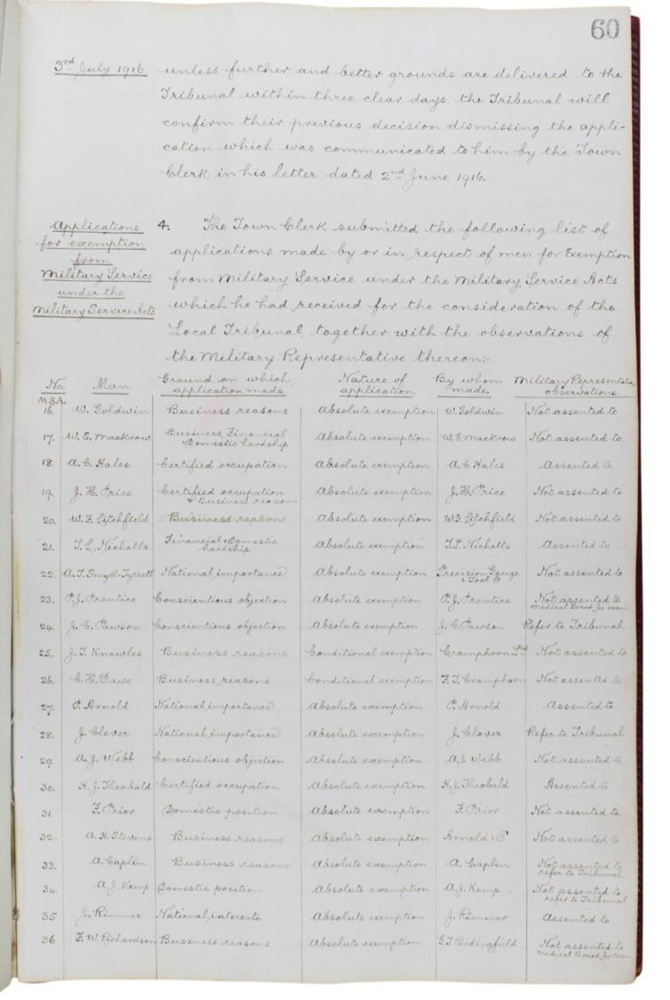 60
3rd July 1916. unless further and better grounds are delivered to the
Tribunal within three clear days, the Tribunal will
confirm their previous decision dismissing the appli-
cation which was communicated to him by the Town
Clerk in his letter dated 2nd June 1916.
Applications
for exemption
from
Military Service
under the
Military Service Acts
4. The Town Clerk submitted the following list of
applications made by or in respect of men for Exemption
from Military Service under the Military Service Acts
which he had received for the consideration of the
Local Tribunal, together with the observations of
the Military Representative thereon:-
No. Man Ground on which application made. Nature of application. By whom made. Military Representatives observations.
M.S.A.
16. W. Goldwin Business reasons Absolute exemption W. Goldwin Not assented to
17. W. E. Mackrow Business, Financial & Domestic hardship Absolute exemption W. E. Mackrow Not assented to
18. A. C. Hales. Certified occupation Absolute exemption A. C. Hales Assented to
19. J. H. Price Certified occupation & Business reasons Absolute exemption J. H. Price Not assented to
20. W. F. Litchfield Business reasons Absolute exemption W. F. Litchfield Not assented to
21. T. L. Nicholls Financial & Domestic hardship. Absolute exemption T. L. Nicholls Assented to
22. A. T. Smyth-Tyrrell National importance Absolute exemption Precision Gauge & Tool Co Not assented to
23. P. J. Prentice Conscientious objection Absolute exemption P. J. Prentice Not assented to Medical Board for exam.
24. J. C. Pawson Conscientious objection Absolute exemption J. C. Pawson Refer to Tribunal.
25. J. T. Knowles Business reasons Conditional exemption Cramphorn Ltd Not assented to
26. C. H. Dawe Business reasons Conditional exemption F. T. Cramphorn Not assented to
27. P. Arnold National importance Absolute exemption P. Arnold Assented to
28. J. Clover National importance Absolute exemption J. Clover Refer to Tribunal
29. A. J. Webb Conscientious objection Absolute exemption A. J. Webb Not assented to
30. H. J. Theobald Certified occupation Absolute exemption H. J. Theobald Assented to
31. F. Prior Domestic position Absolute exemption F. Prior Not assented to
32. A. H. Stevens Business reasons Absolute exemption Arnold & Co Not assented to
33. A. Caplin Business reasons Absolute exemption A. Caplin Not assented to refer to Tribunal
34. A. J. Kemp Domestic position Absolute exemption A. J. Kemp. Not assented to refer to Tribunal
35 J. Rimmer National interests Absolute exemption J. Rimmer Assented to
36 F. W. Richardson Business reasons Absolute exemption G. T. Bedingfield Not assented to Medical Board for Exam